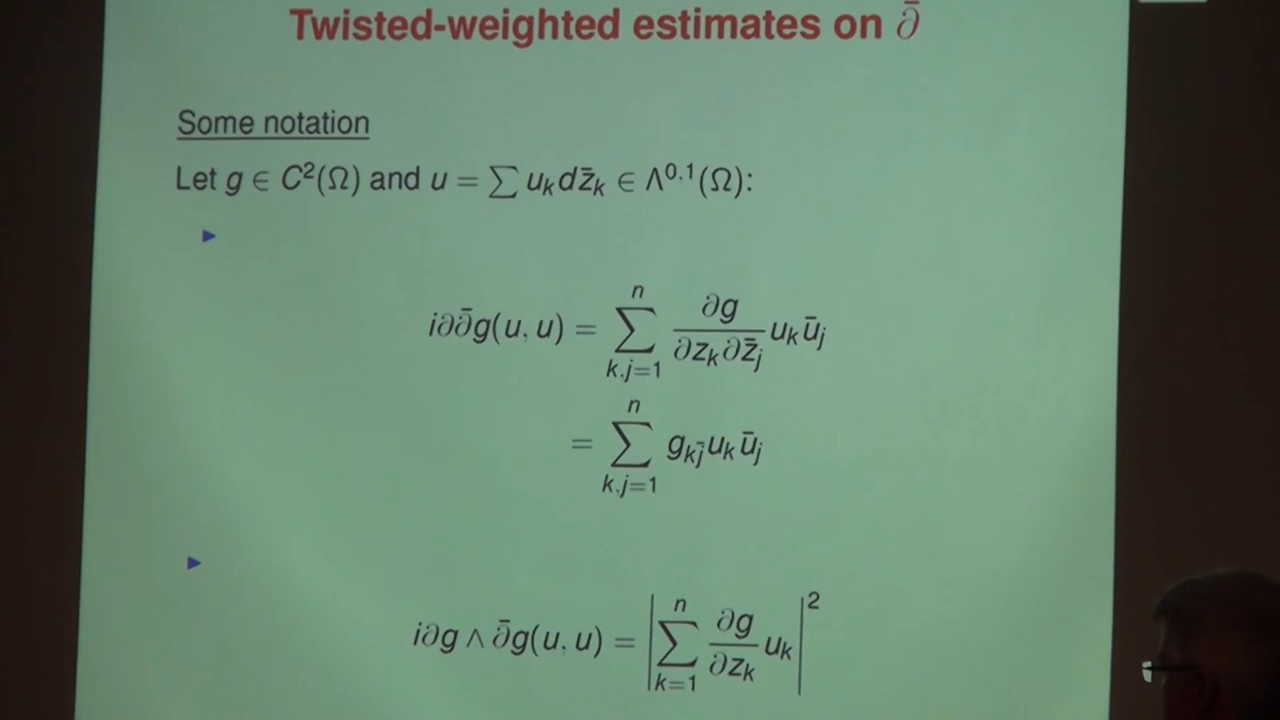 Twisted-weighted estimates on ∂̄
Some notation
Let g ∈ C²(Ω) and u = ∑ u_k dz̄_k ∈ Λ^{0,1}(Ω):
i∂∂̄g(u, u) = ∑_{k,j=1}^{n} ∂g/∂z_k∂z̄_j u_k ū_j
= ∑_{k,j=1}^{n} g_{kj̄} u_k ū_j
i∂g ∧ ∂̄g(u, u) = |∑_{k=1}^{n} ∂g/∂z_k u_k|²